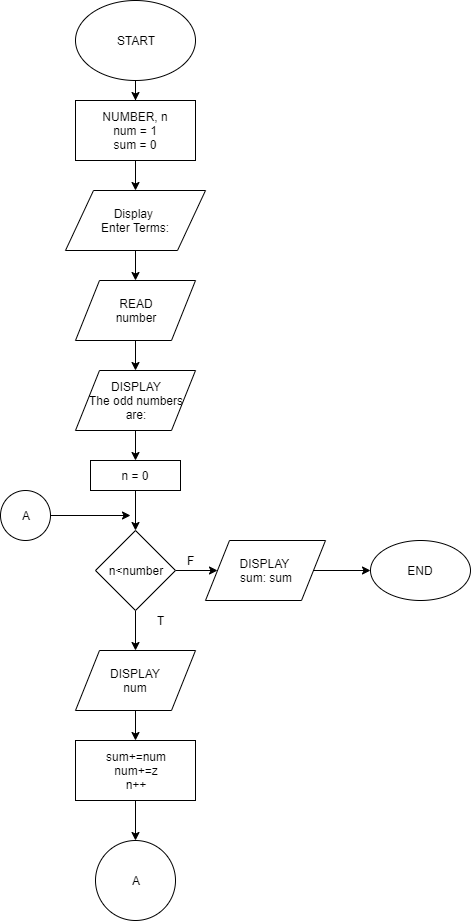 START
NUMBER, n
num = 1
sum = 0
Display
Enter Terms:
READ
number
DISPLAY
The odd numbers
are:
n = 0
A
n<number
F
DISPLAY
sum: sum
END
T
DISPLAY
num
sum+=num
num+=z
n++
A